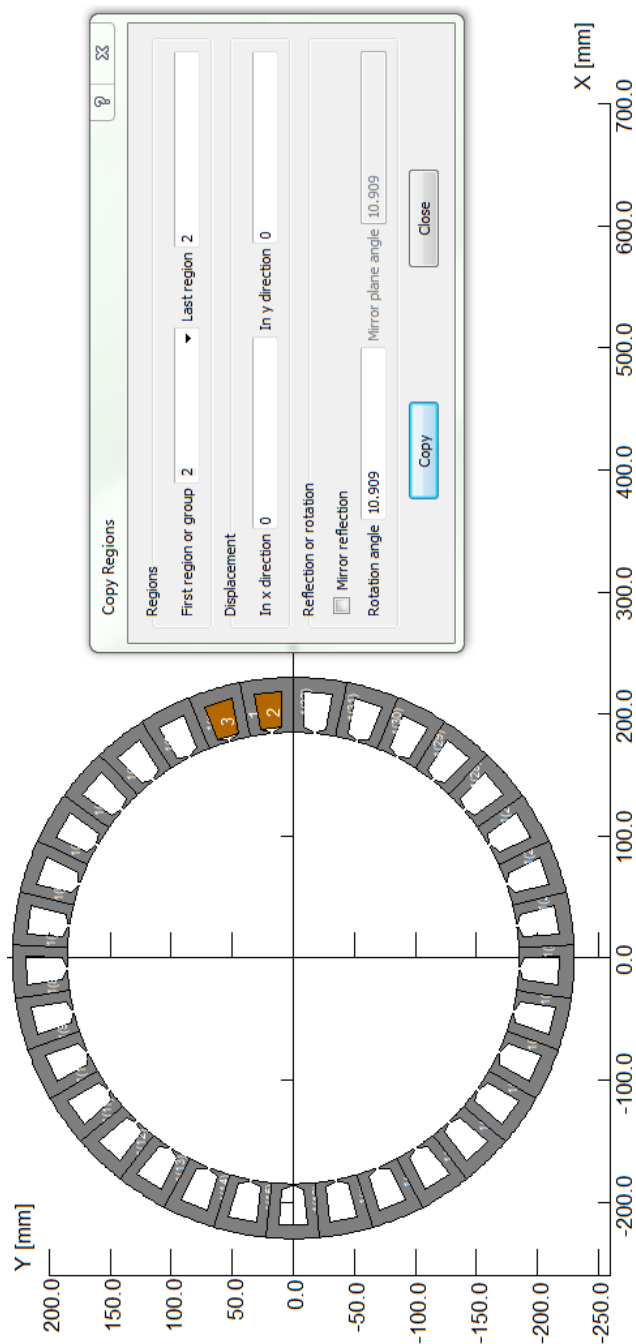 Y [mm]
200.0
150.0
100.0
50.0
0.0
-50.0
-100.0
-150.0
-200.0
-250.0
3
1
2
-200.0 -100.0 0.0 100.0 200.0 300.0 400.0 500.0 600.0 700.0
X [mm]
Copy Regions
? X
Regions
First region or group 2 Last region 2
Displacement
In x direction 0 In y direction 0
Reflection or rotation
Mirror reflection
Rotation angle 10.909 Mirror plane angle 10.909
Copy Close